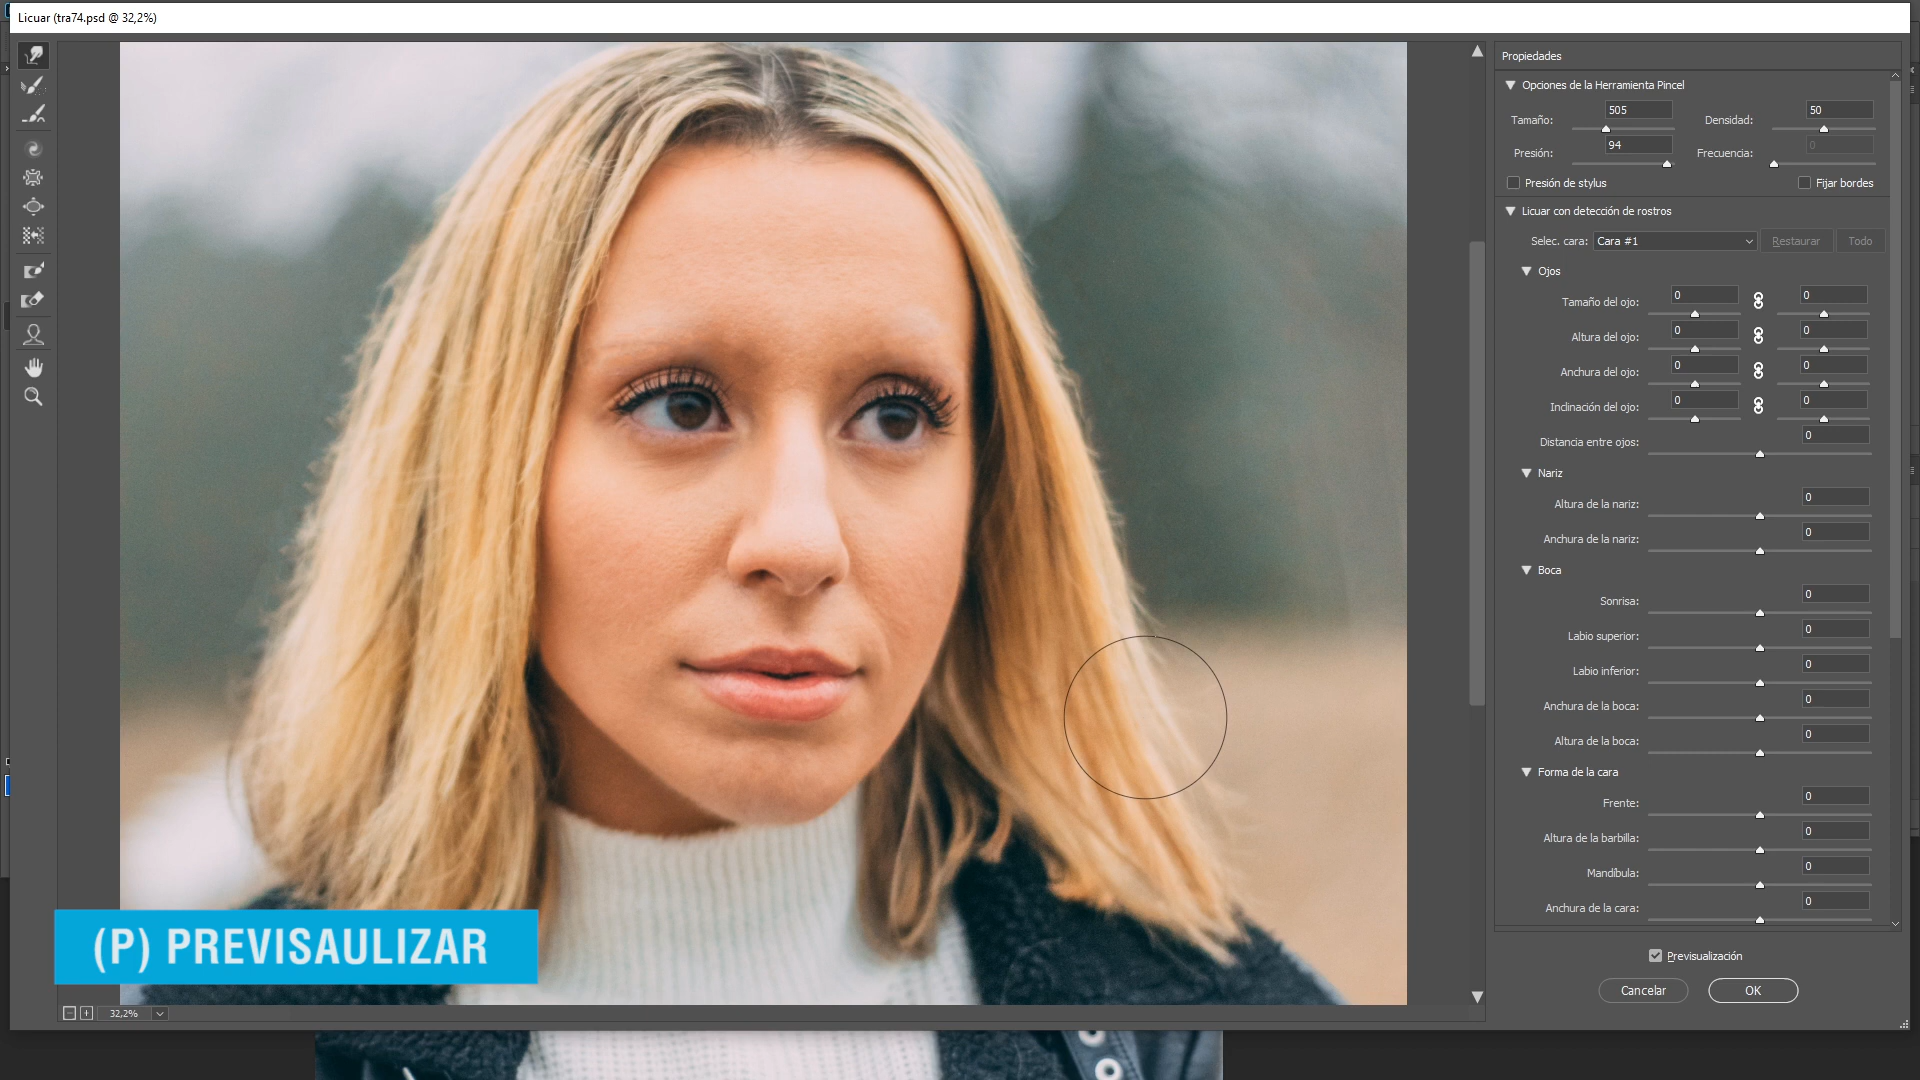 Licuar (tra74.psd @ 32,2%)
Propiedades
Opciones de la Herramienta Pincel
Tamaño: 505 Densidad: 50
Presión: 94 Frecuencia: 0
Presión de stylus Fijar bordes
Licuar con detección de rostros
Selec. cara: Cara #1 Restaurar Todo
Ojos
Tamaño del ojo: 0 0
Altura del ojo: 0 0
Anchura del ojo: 0 0
Inclinación del ojo: 0 0
Distancia entre ojos: 0
Nariz
Altura de la nariz: 0
Anchura de la nariz: 0
Boca
Sonrisa: 0
Labio superior: 0
Labio inferior: 0
Anchura de la boca: 0
Altura de la boca: 0
Forma de la cara
Frente: 0
Altura de la barbilla: 0
Mandíbula: 0
Anchura de la cara: 0
(P) PREVISAULIZAR
Previsualización
Cancelar OK
32,2%